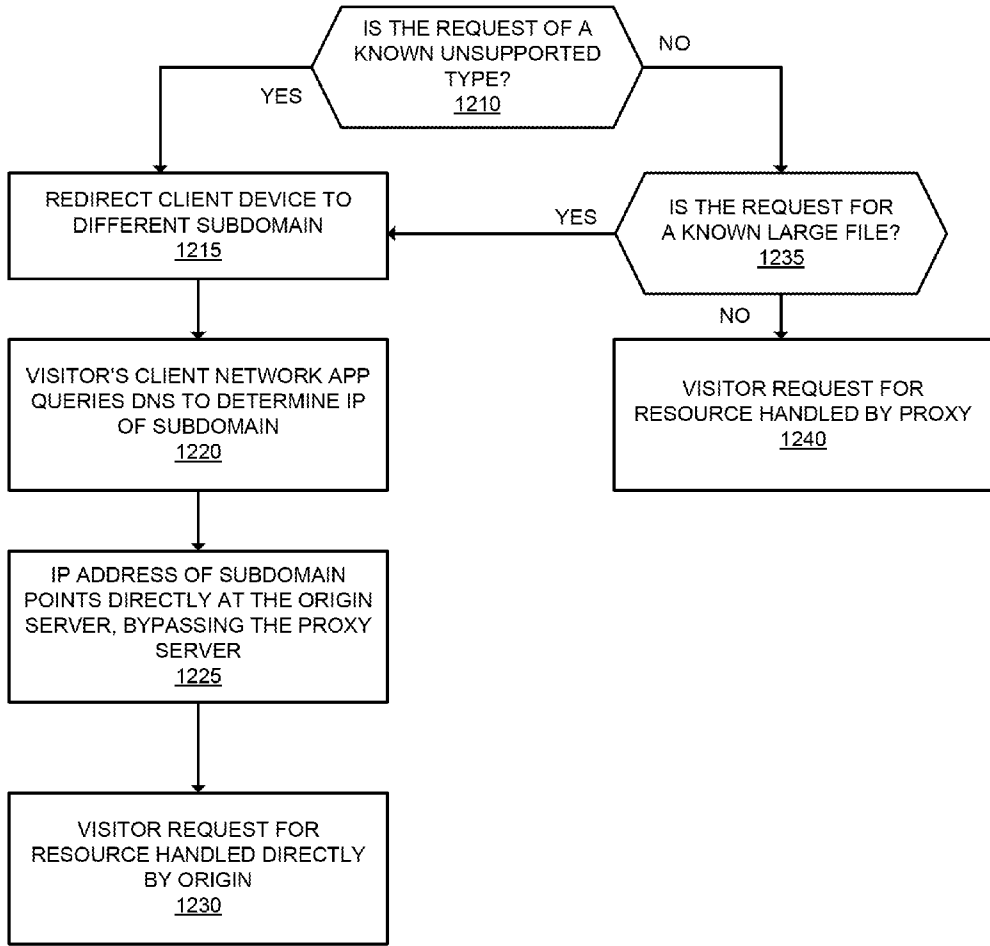 IS THE REQUEST OF A
KNOWN UNSUPPORTED
TYPE?
1210
NO
YES
REDIRECT CLIENT DEVICE TO
DIFFERENT SUBDOMAIN
1215
YES
IS THE REQUEST FOR
A KNOWN LARGE FILE?
1235
NO
VISITOR'S CLIENT NETWORK APP
QUERIES DNS TO DETERMINE IP
OF SUBDOMAIN
1220
VISITOR REQUEST FOR
RESOURCE HANDLED BY PROXY
1240
IP ADDRESS OF SUBDOMAIN
POINTS DIRECTLY AT THE ORIGIN
SERVER, BYPASSING THE PROXY
SERVER
1225
VISITOR REQUEST FOR
RESOURCE HANDLED DIRECTLY
BY ORIGIN
1230